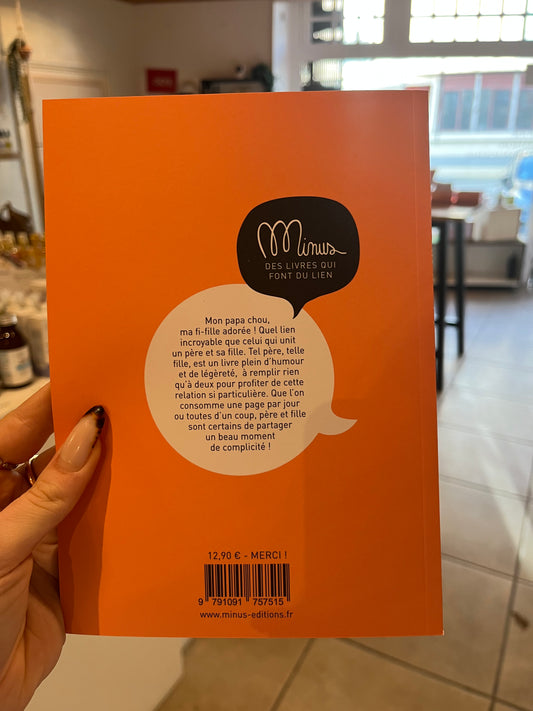 Minus
DES LIVRES QUI
FONT DU LIEN
Mon papa chou,
ma fi-fille adorée ! Quel lien
incroyable que celui qui unit
un père et sa fille. Tel père, telle
fille, est un livre plein d'humour
et de légèreté, à remplir rien
qu'à deux pour profiter de cette
relation si particulière. Que l'on
consomme une page par jour
ou toutes d'un coup, père et fille
sont certains de partager
un beau moment
de complicité !
12,90 € - MERCI !
9 791091 757515
www.minus-editions.fr